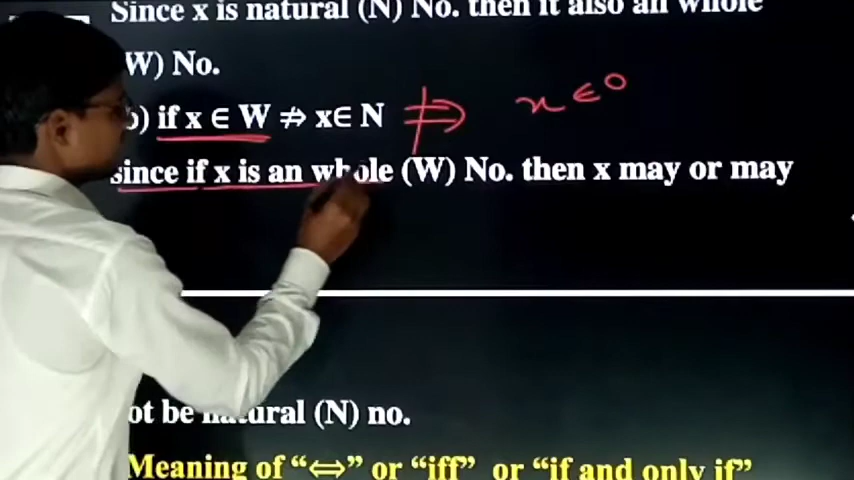 Since x is natural (N) No. then it also an whole
W) No.
b) if x ∈ W ⇏ x∈ N ⇏ x ∈ 0
since if x is an whole (W) No. then x may or may
ot be natural (N) no.
Meaning of “⇔” or “iff” or “if and only if”